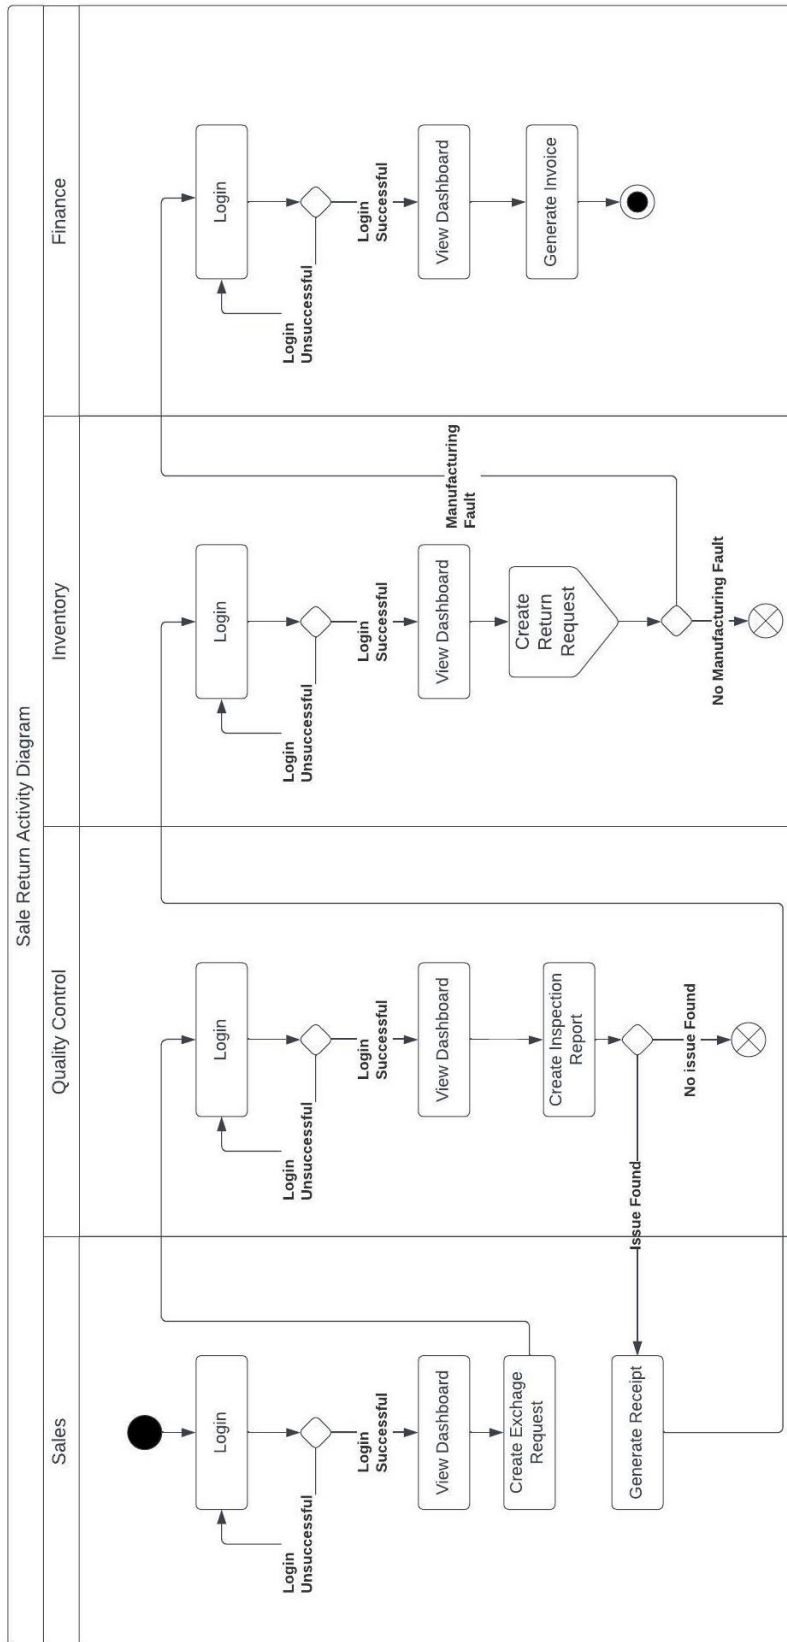 Sale Return Activity Diagram
Sales
Quality Control
Inventory
Finance
Login
Login
Unsuccessful
Login
Successful
View Dashboard
Create Exchage
Request
Generate Receipt
Issue Found
Login
Login
Unsuccessful
Login
Successful
View Dashboard
Create Inspection
Report
No issue Found
Login
Login
Unsuccessful
Login
Successful
View Dashboard
Create
Return
Request
Manufacturing
Fault
No Manufacturing Fault
Login
Login
Unsuccessful
Login
Successful
View Dashboard
Generate Invoice